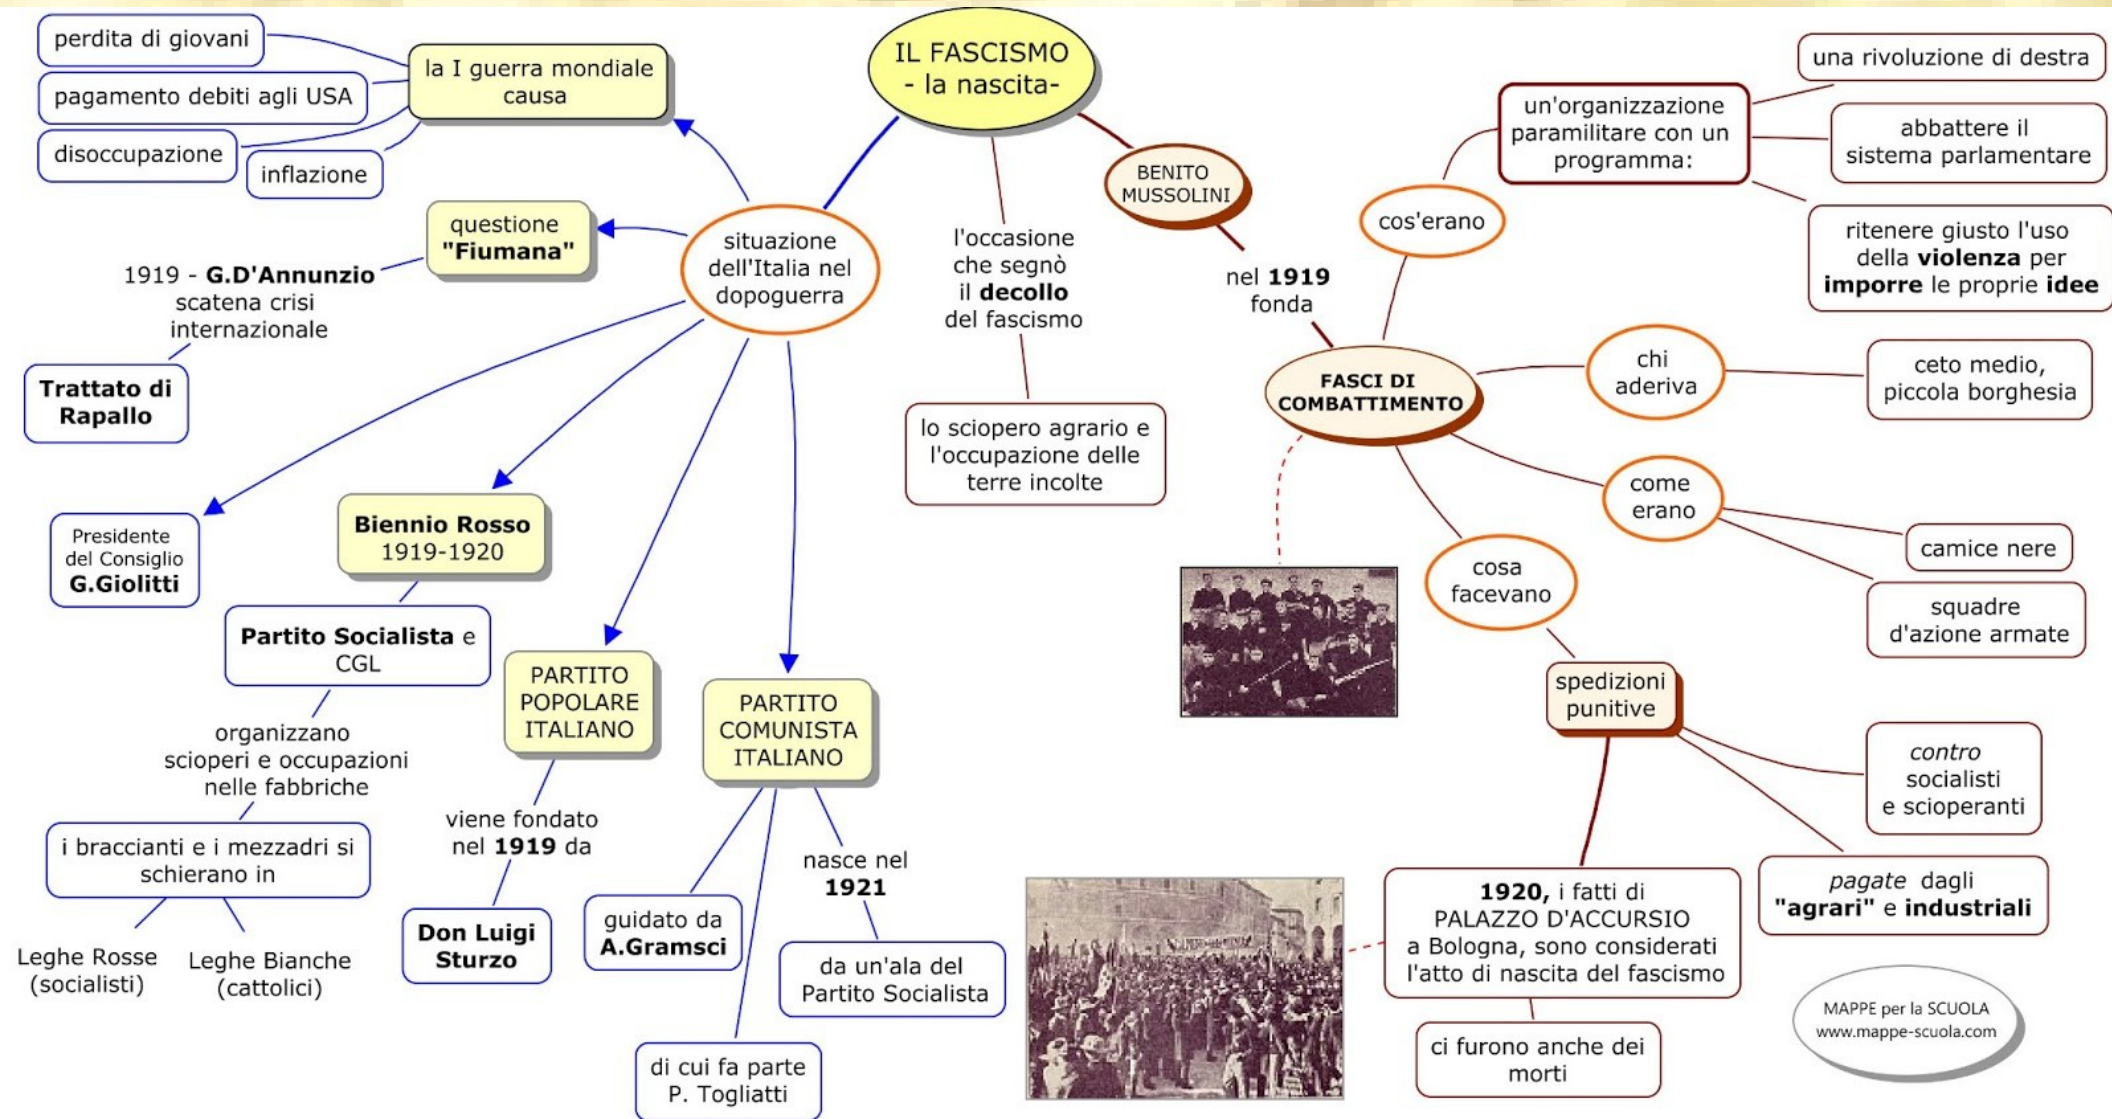 IL FASCISMO
- la nascita-
perdita di giovani
pagamento debiti agli USA
disoccupazione
inflazione
la I guerra mondiale
causa
questione
"Fiumana"
1919 - G.D'Annunzio
scatena crisi
internazionale
Trattato di
Rapallo
situazione
dell'Italia nel
dopoguerra
Presidente
del Consiglio
G.Giolitti
Biennio Rosso
1919-1920
Partito Socialista e
CGL
organizzano
scioperi e occupazioni
nelle fabbriche
i braccianti e i mezzadri si
schierano in
Leghe Rosse
(socialisti)
Leghe Bianche
(cattolici)
PARTITO
POPOLARE
ITALIANO
viene fondato
nel 1919 da
Don Luigi
Sturzo
PARTITO
COMUNISTA
ITALIANO
guidato da
A.Gramsci
di cui fa parte
P. Togliatti
nasce nel
1921
da un'ala del
Partito Socialista
l'occasione
che segnò
il decollo
del fascismo
lo sciopero agrario e
l'occupazione delle
terre incolte
BENITO
MUSSOLINI
nel 1919
fonda
FASCI DI
COMBATTIMENTO
cos'erano
un'organizzazione
paramilitare con un
programma:
una rivoluzione di destra
abbattere il
sistema parlamentare
ritenere giusto l'uso
della violenza per
imporre le proprie idee
chi
aderiva
ceto medio,
piccola borghesia
come
erano
camice nere
squadre
d'azione armate
cosa
facevano
spedizioni
punitive
contro
socialisti
e scioperanti
pagate dagli
"agrari" e industriali
1920, i fatti di
PALAZZO D'ACCURSIO
a Bologna, sono considerati
l'atto di nascita del fascismo
ci furono anche dei
morti
MAPPE per la SCUOLA
www.mappe-scuola.com